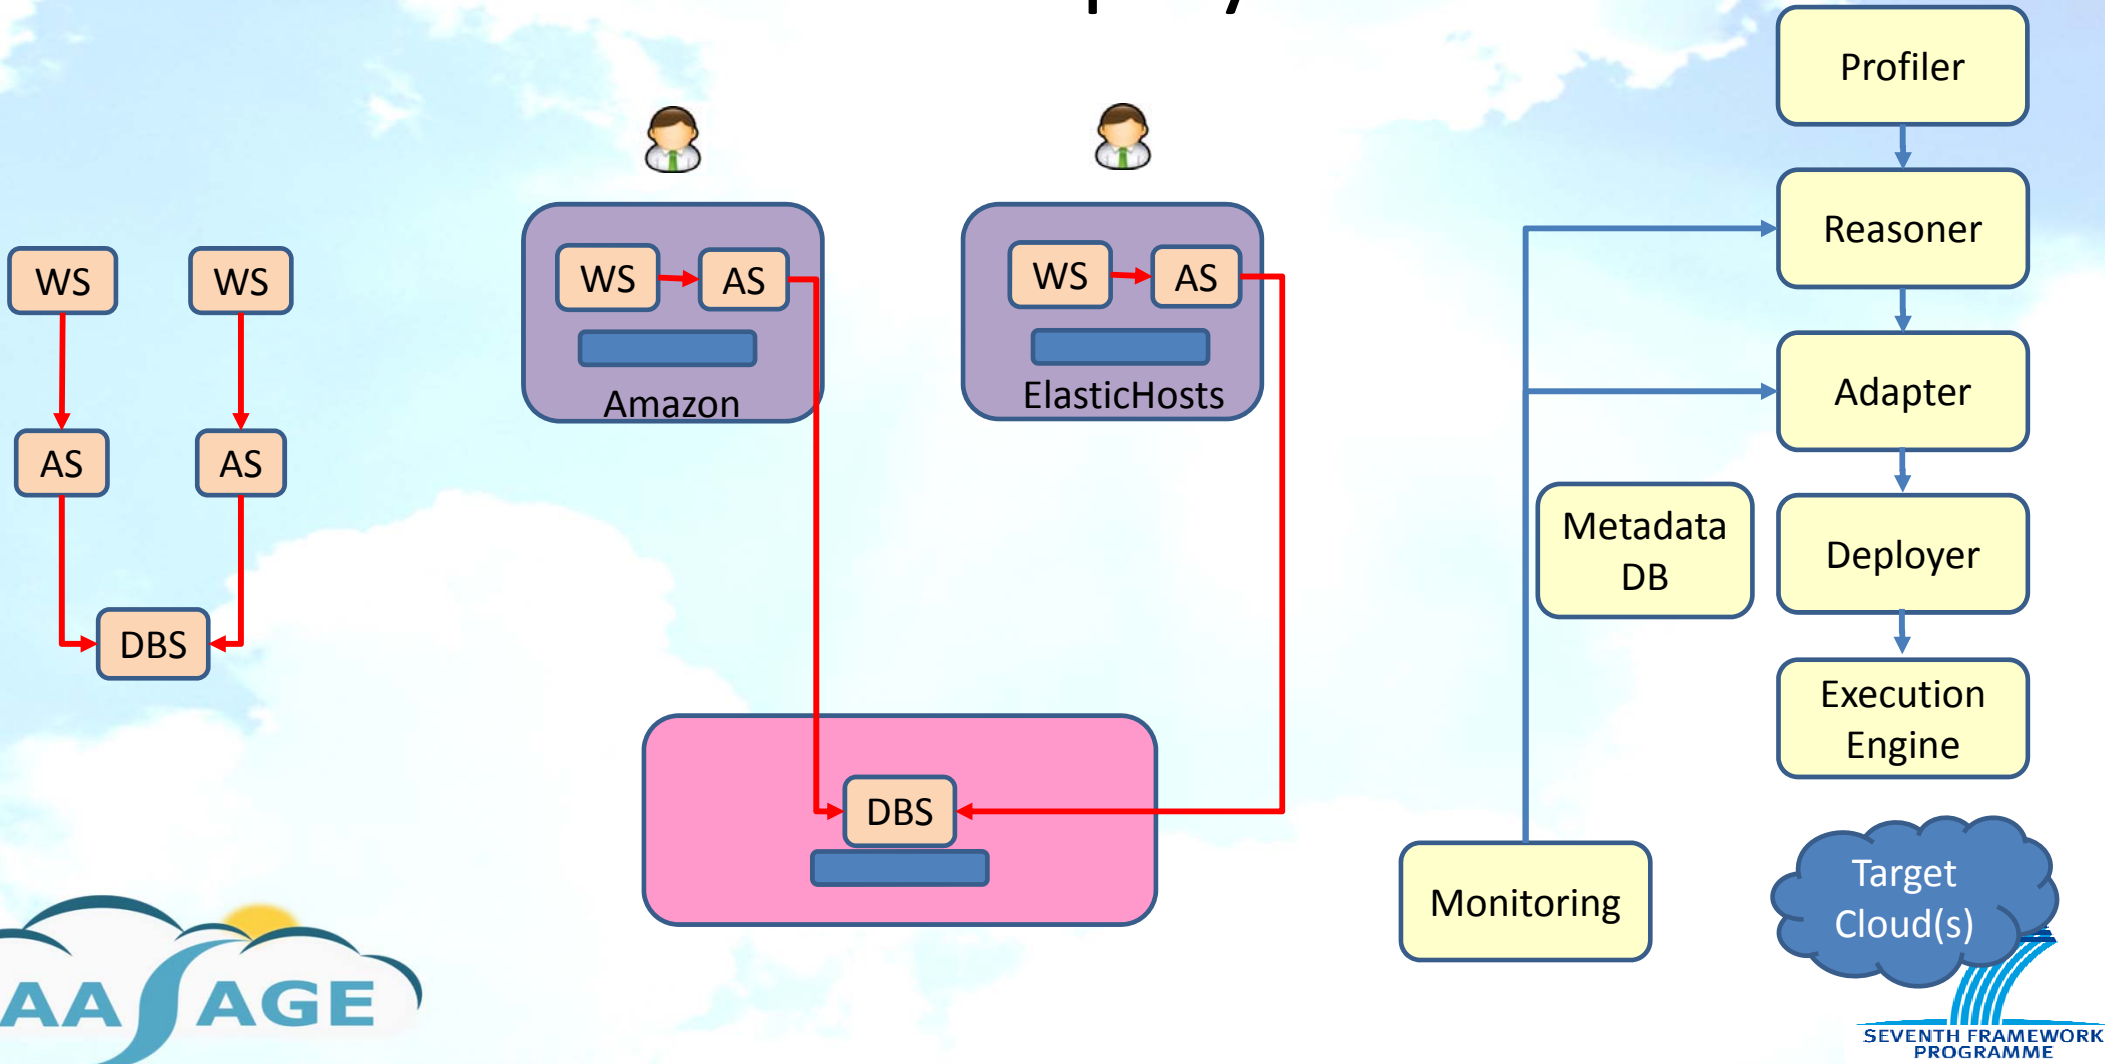 Profiler
Reasoner
WS
WS
WS
AS
WS
AS
Amazon
ElasticHosts
Adapter
AS
AS
Metadata
DB
Deployer
DBS
Execution
Engine
DBS
Monitoring
Target
Cloud(s)
AA
AGE
SEVENTH FRAMEWORK
PROGRAMME